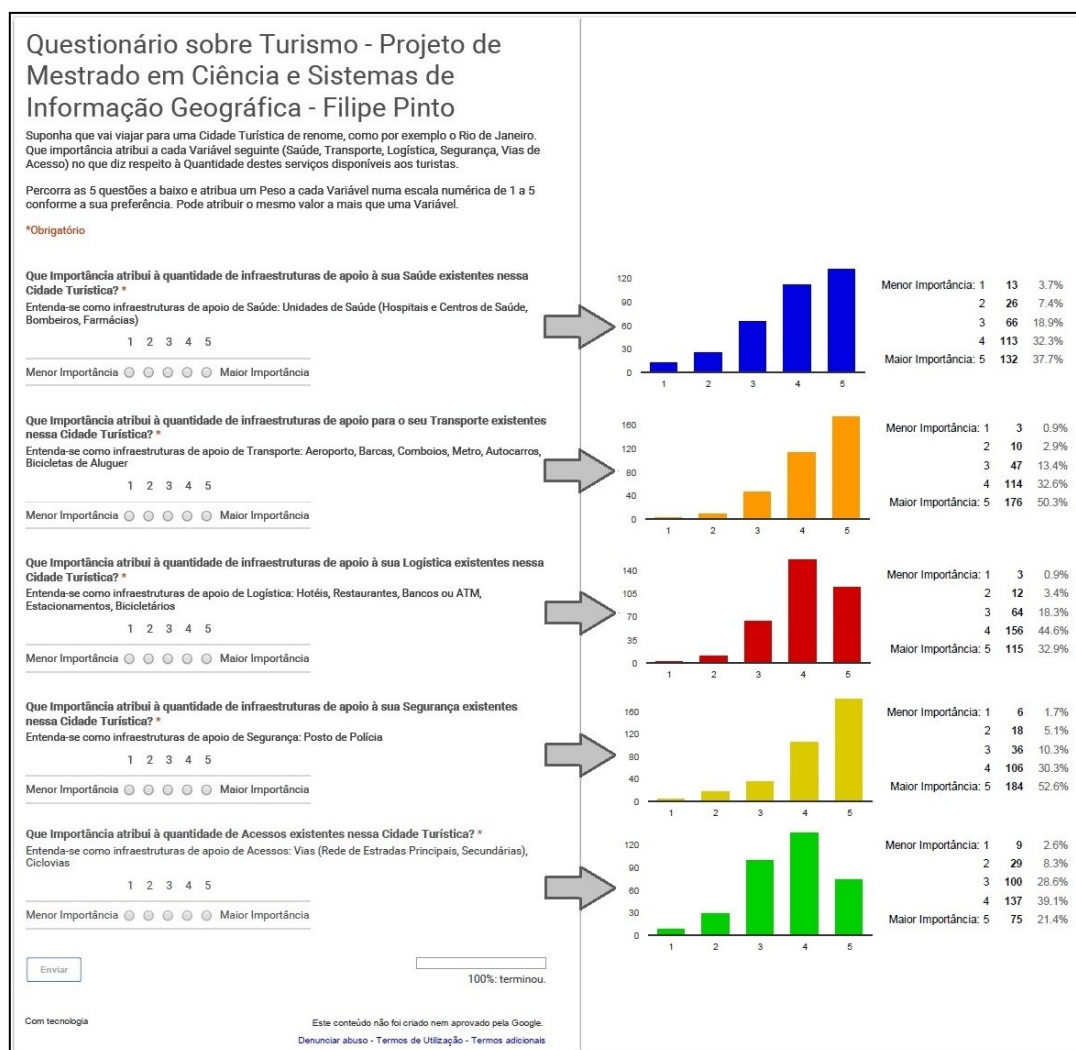 Questionário sobre Turismo - Projeto de
Mestrado em Ciência e Sistemas de
Informação Geográfica - Filipe Pinto
Suponha que vai viajar para uma Cidade Turística de renome, como por exemplo o Rio de Janeiro.
Que importância atribui a cada Variável seguinte (Saúde, Transporte, Logística, Segurança, Vias de
Acesso) no que diz respeito à Quantidade destes serviços disponíveis aos turistas.
Percorra as 5 questões a baixo e atribua um Peso a cada Variável numa escala numérica de 1 a 5
conforme a sua preferência. Pode atribuir o mesmo valor a mais que uma Variável.
*Obrigatório
Que Importância atribui à quantidade de infraestruturas de apoio à sua Saúde existentes nessa
Cidade Turística? *
Entenda-se como infraestruturas de apoio de Saúde: Unidades de Saúde (Hospitais e Centros de Saúde,
Bombeiros, Farmácias)
1 2 3 4 5
Menor Importância Maior Importância
120
90
60
30
0
1 2 3 4 5
Menor Importância: 1 13 3.7%
2 26 7.4%
3 66 18.9%
4 113 32.3%
Maior Importância: 5 132 37.7%
Que Importância atribui à quantidade de infraestruturas de apoio para o seu Transporte existentes
nessa Cidade Turística? *
Entenda-se como infraestruturas de apoio de Transporte: Aeroporto, Barcas, Comboios, Metro, Autocarros,
Bicicletas de Aluguer
1 2 3 4 5
Menor Importância Maior Importância
160
120
80
40
0
1 2 3 4 5
Menor Importância: 1 3 0.9%
2 10 2.9%
3 47 13.4%
4 114 32.6%
Maior Importância: 5 176 50.3%
Que Importância atribui à quantidade de infraestruturas de apoio à sua Logística existentes nessa
Cidade Turística? *
Entenda-se como infraestruturas de apoio de Logística: Hotéis, Restaurantes, Bancos ou ATM,
Estacionamentos, Bicicletários
1 2 3 4 5
Menor Importância Maior Importância
140
105
70
35
0
1 2 3 4 5
Menor Importância: 1 3 0.9%
2 12 3.4%
3 64 18.3%
4 156 44.6%
Maior Importância: 5 115 32.9%
Que Importância atribui à quantidade de infraestruturas de apoio à sua Segurança existentes
nessa Cidade Turística? *
Entenda-se como infraestruturas de apoio de Segurança: Posto de Polícia
1 2 3 4 5
Menor Importância Maior Importância
160
120
80
40
0
1 2 3 4 5
Menor Importância: 1 6 1.7%
2 18 5.1%
3 36 10.3%
4 106 30.3%
Maior Importância: 5 184 52.6%
Que Importância atribui à quantidade de Acessos existentes nessa Cidade Turística? *
Entenda-se como infraestruturas de apoio de Acessos: Vias (Rede de Estradas Principais, Secundárias),
Ciclovias
1 2 3 4 5
Menor Importância Maior Importância
120
90
60
30
0
1 2 3 4 5
Menor Importância: 1 9 2.6%
2 29 8.3%
3 100 28.6%
4 137 39.1%
Maior Importância: 5 75 21.4%
Enviar
100%: terminou.
Com tecnologia
Este conteúdo não foi criado nem aprovado pela Google.
Denunciar abuso - Termos de Utilização - Termos adicionais